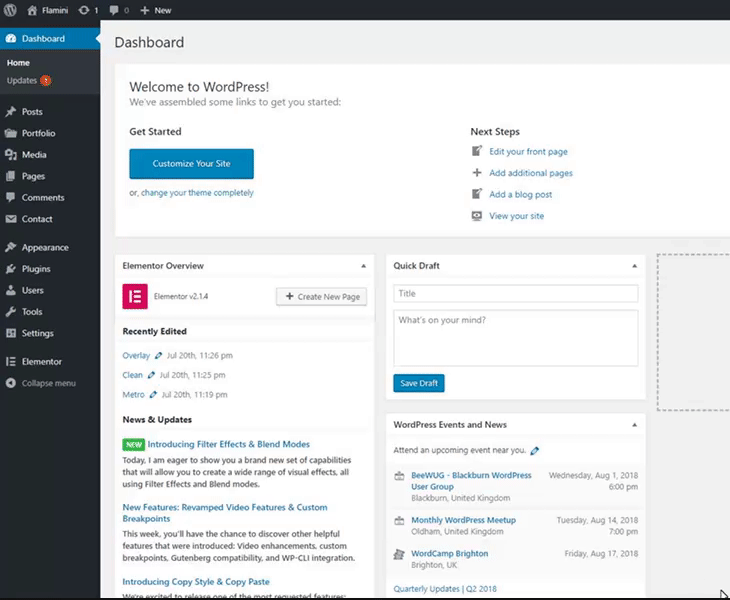 Flamini 1 0 + New
Dashboard
Home
Updates
Posts
Portfolio
Media
Pages
Comments
Contact
Appearance
Plugins
Users
Tools
Settings
Elementor
Collapse menu
Dashboard
Welcome to WordPress!
We've assembled some links to get you started:
Get Started
Customize Your Site
or, change your theme completely
Next Steps
Edit your front page
Add additional pages
Add a blog post
View your site
Elementor Overview
Elementor v2.1.4
+ Create New Page
Recently Edited
Overlay Jul 20th, 11:26 pm
Clean Jul 20th, 11:25 pm
Metro Jul 20th, 11:19 pm
News & Updates
NEW Introducing Filter Effects & Blend Modes
Today, I am eager to show you a brand new set of capabilities
that will allow you to create a wide range of visual effects, all
using Filter Effects and Blend modes.
New Features: Revamped Video Features & Custom
Breakpoints
This week, you'll have the chance to discover other helpful
features that were introduced: Video enhancements, custom
breakpoints, Gutenberg compatibility, and WP-CLI integration.
Introducing Copy Style & Copy Paste
We're excited to release one of the most requested features:
Quick Draft
Title
What's on your mind?
Save Draft
WordPress Events and News
Attend an upcoming event near you.
BeeWUG - Blackburn WordPress
User Group
Blackburn, United Kingdom
Wednesday, Aug 1, 2018
6:00 pm
Monthly WordPress Meetup
Oldham, United Kingdom
Tuesday, Aug 14, 2018
7:00 pm
WordCamp Brighton
Brighton, UK
Friday, Aug 17, 2018
Quarterly Updates | Q2 2018